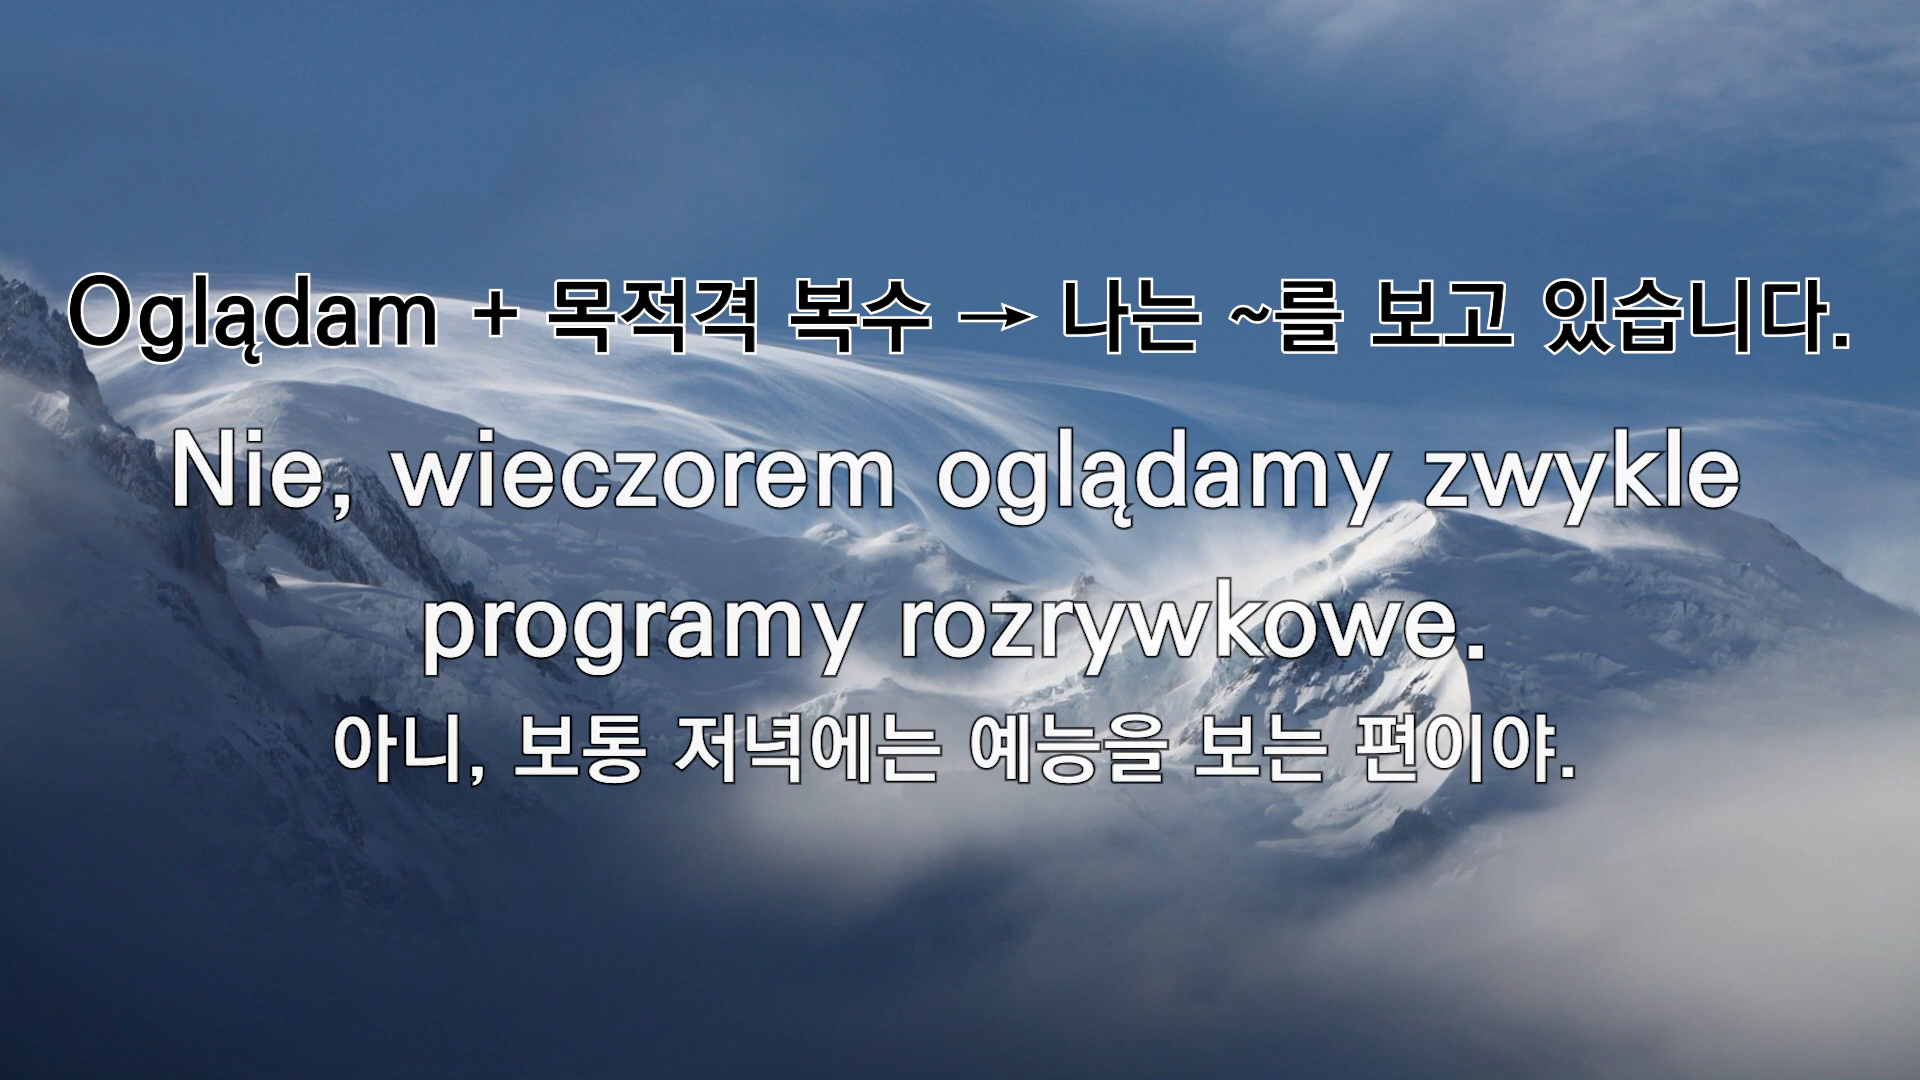 Oglądam + 목적격 복수 → 나는 ~를 보고 있습니다.
Nie, wieczorem oglądamy zwykle
programy rozrywkowe.
아니, 보통 저녁에는 예능을 보는 편이야.